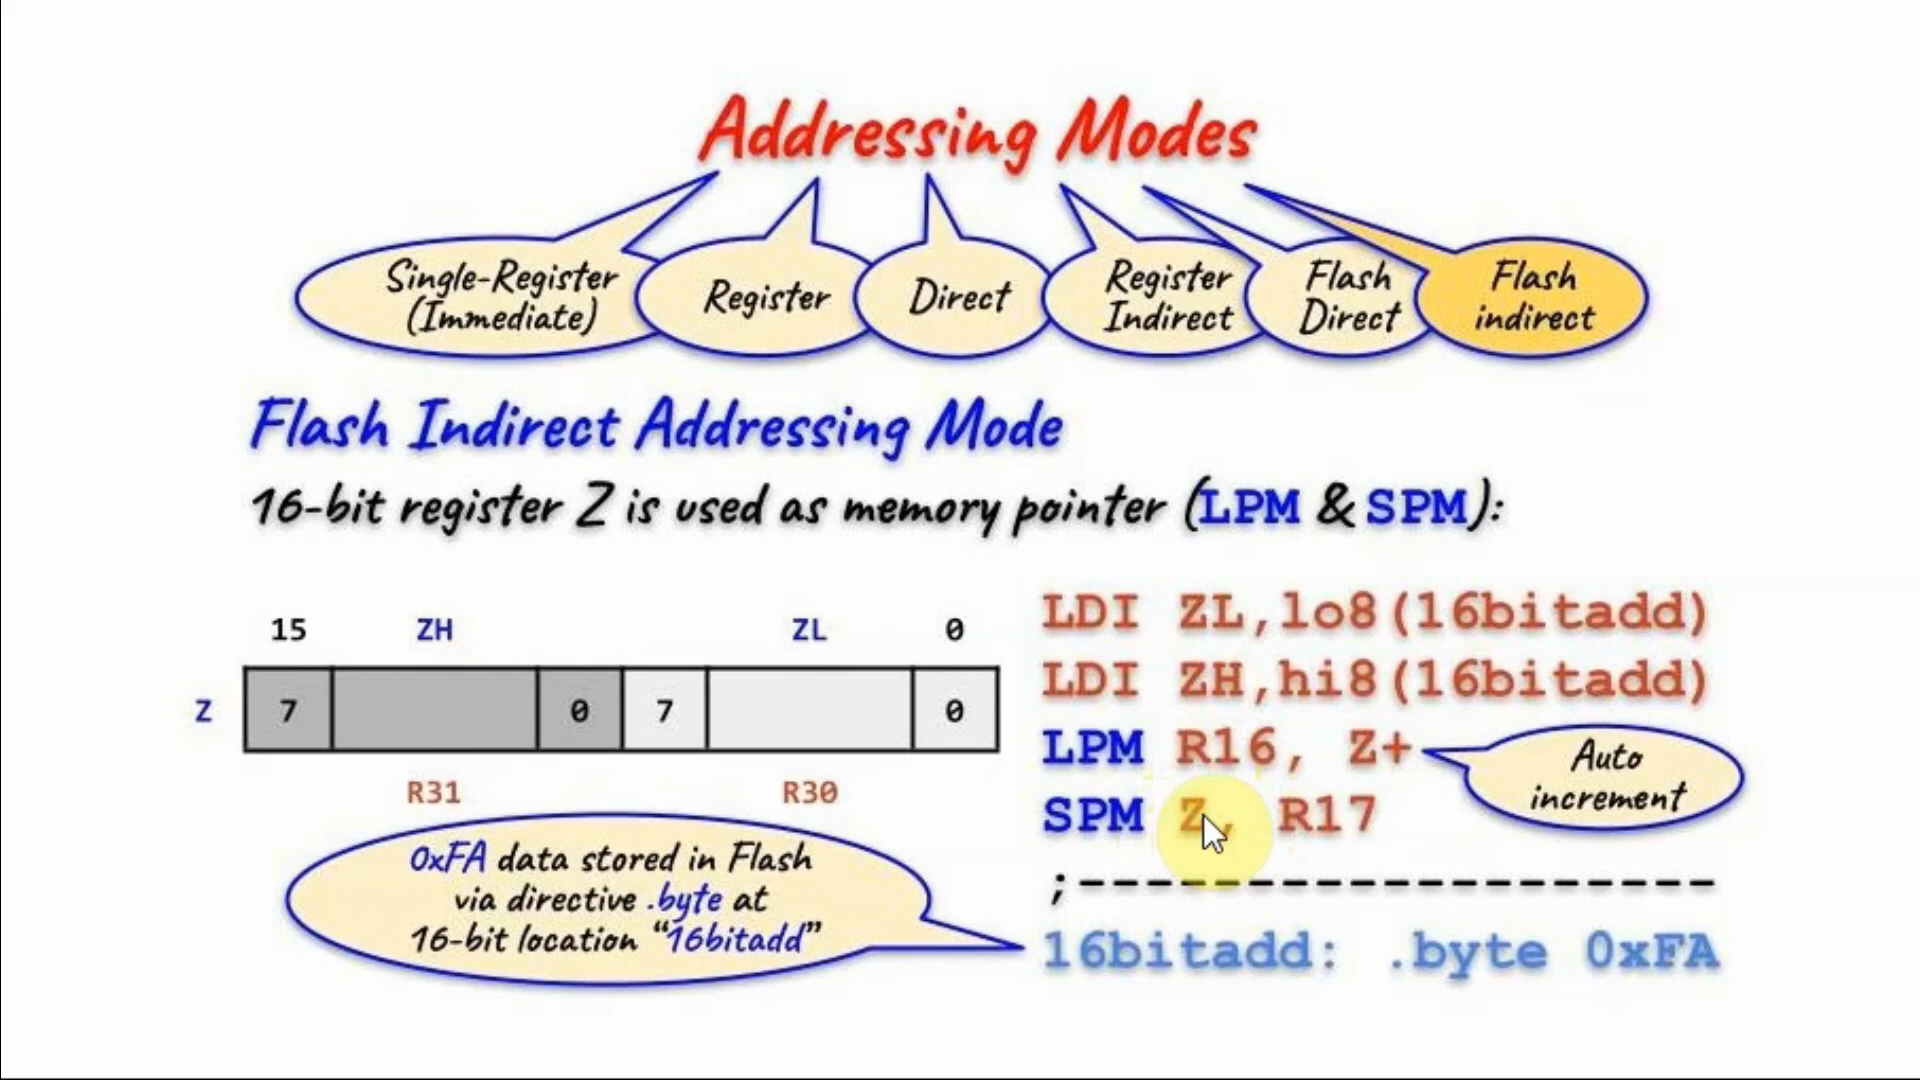 Addressing Modes
Single-Register
(Immediate)
Register
Direct
Register
Indirect
Flash
Direct
Flash
indirect
Flash Indirect Addressing Mode
16-bit register Z is used as memory pointer (LPM & SPM):
15 ZH ZL 0
Z 7 0 7 0
R31 R30
0xFA data stored in Flash
via directive .byte at
16-bit location "16bitadd"
LDI ZL,lo8(16bitadd)
LDI ZH,hi8(16bitadd)
LPM R16, Z+
Auto
increment
SPM Z, R17
;-------------------
16bitadd: .byte 0xFA